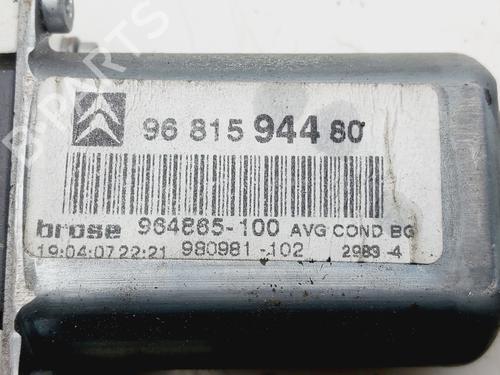 96 815 944 80
brose 964865-100 AVG COND BG
19:04:07 22:21 980981-102 2983-4
B-PARTS